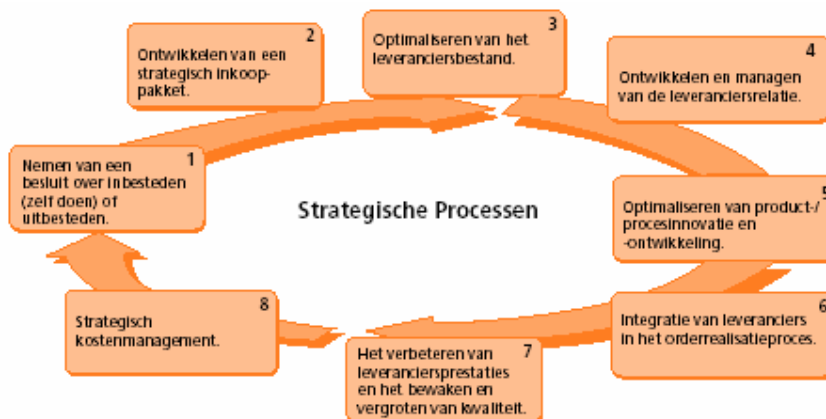 1
Nemen van een
besluit over inbesteden
(zelf doen) of
uitbesteden.
2
Ontwikkelen van een
strategisch inkoop-
pakket.
3
Optimaliseren van het
leveranciersbestand.
4
Ontwikkelen en managen
van de leveranciersrelatie.
5
Optimaliseren van product-/
procesinnovatie en
-ontwikkeling.
6
Integratie van leveranciers
in het orderrealisatieproces.
7
Het verbeteren van
leveranciersprestaties
en het bewaken en
vergroten van kwaliteit.
8
Strategisch
kostenmanagement.
Strategische Processen